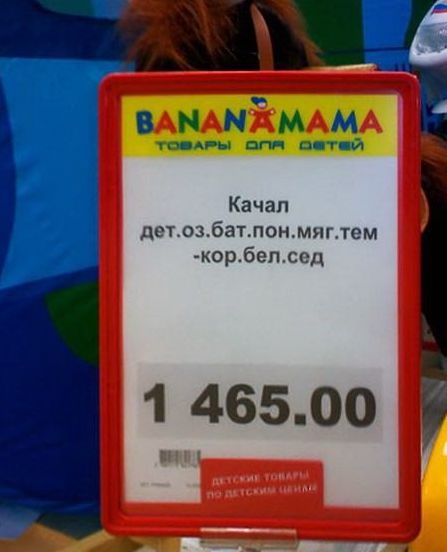 BANANAMAMA
ТОВАРЫ ДЛЯ ДЕТЕЙ
Качал
дет.оз.бат.пон.мяг.тем
-кор.бел.сед
1 465.00
ДЕТСКИЕ ТОВАРЫ
ПО ДЕТСКИМ ЦЕНАМ